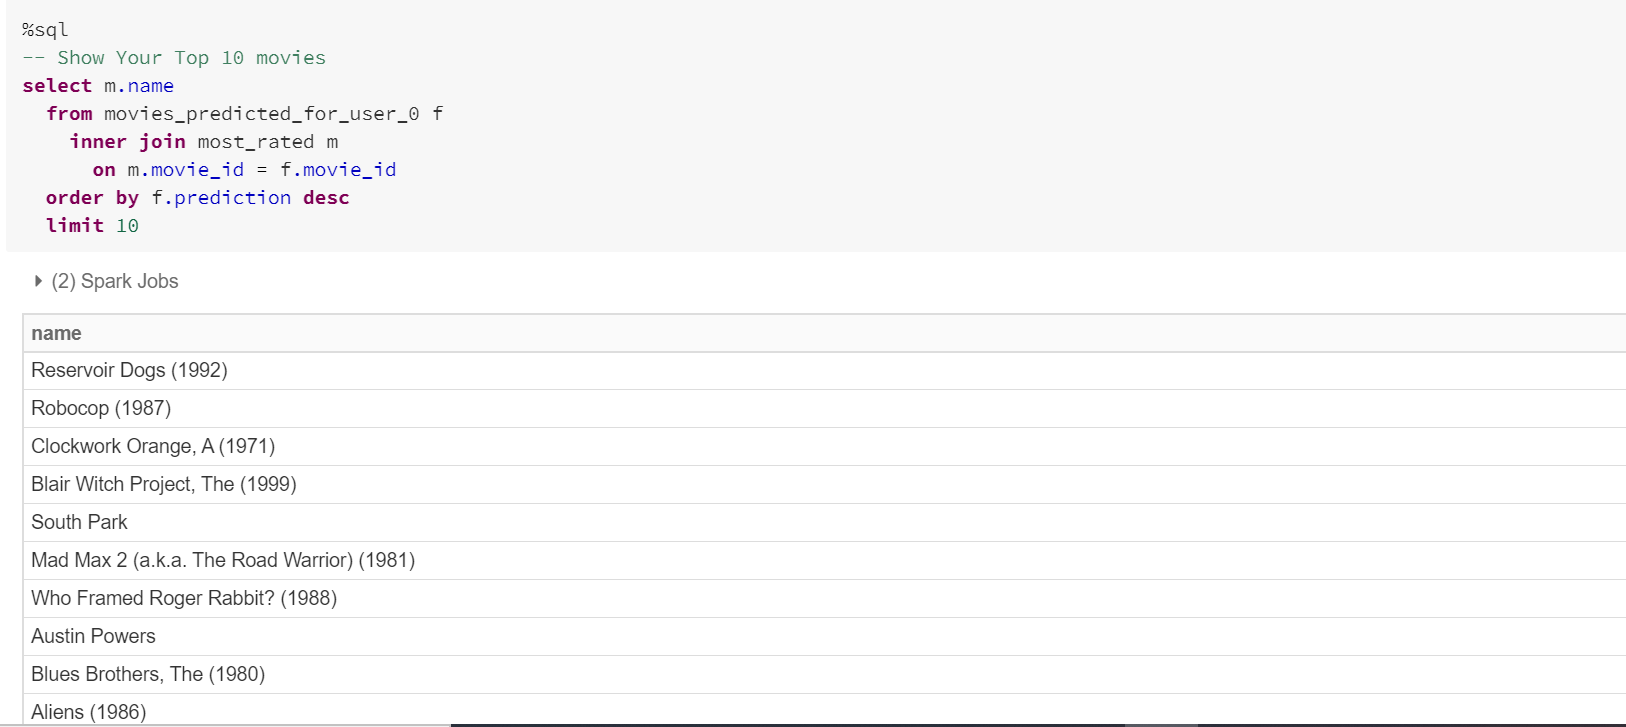 %sql
-- Show Your Top 10 movies
select m.name
from movies_predicted_for_user_0 f
inner join most_rated m
on m.movie_id = f.movie_id
order by f.prediction desc
limit 10
(2) Spark Jobs
name
Reservoir Dogs (1992)
Robocop (1987)
Clockwork Orange, A (1971)
Blair Witch Project, The (1999)
South Park
Mad Max 2 (a.k.a. The Road Warrior) (1981)
Who Framed Roger Rabbit? (1988)
Austin Powers
Blues Brothers, The (1980)
Aliens (1986)